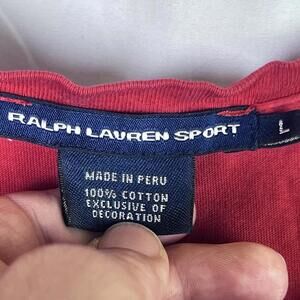 RALPH LAUREN SPORT
L
MADE IN PERU
100% COTTON
EXCLUSIVE OF
DECORATION